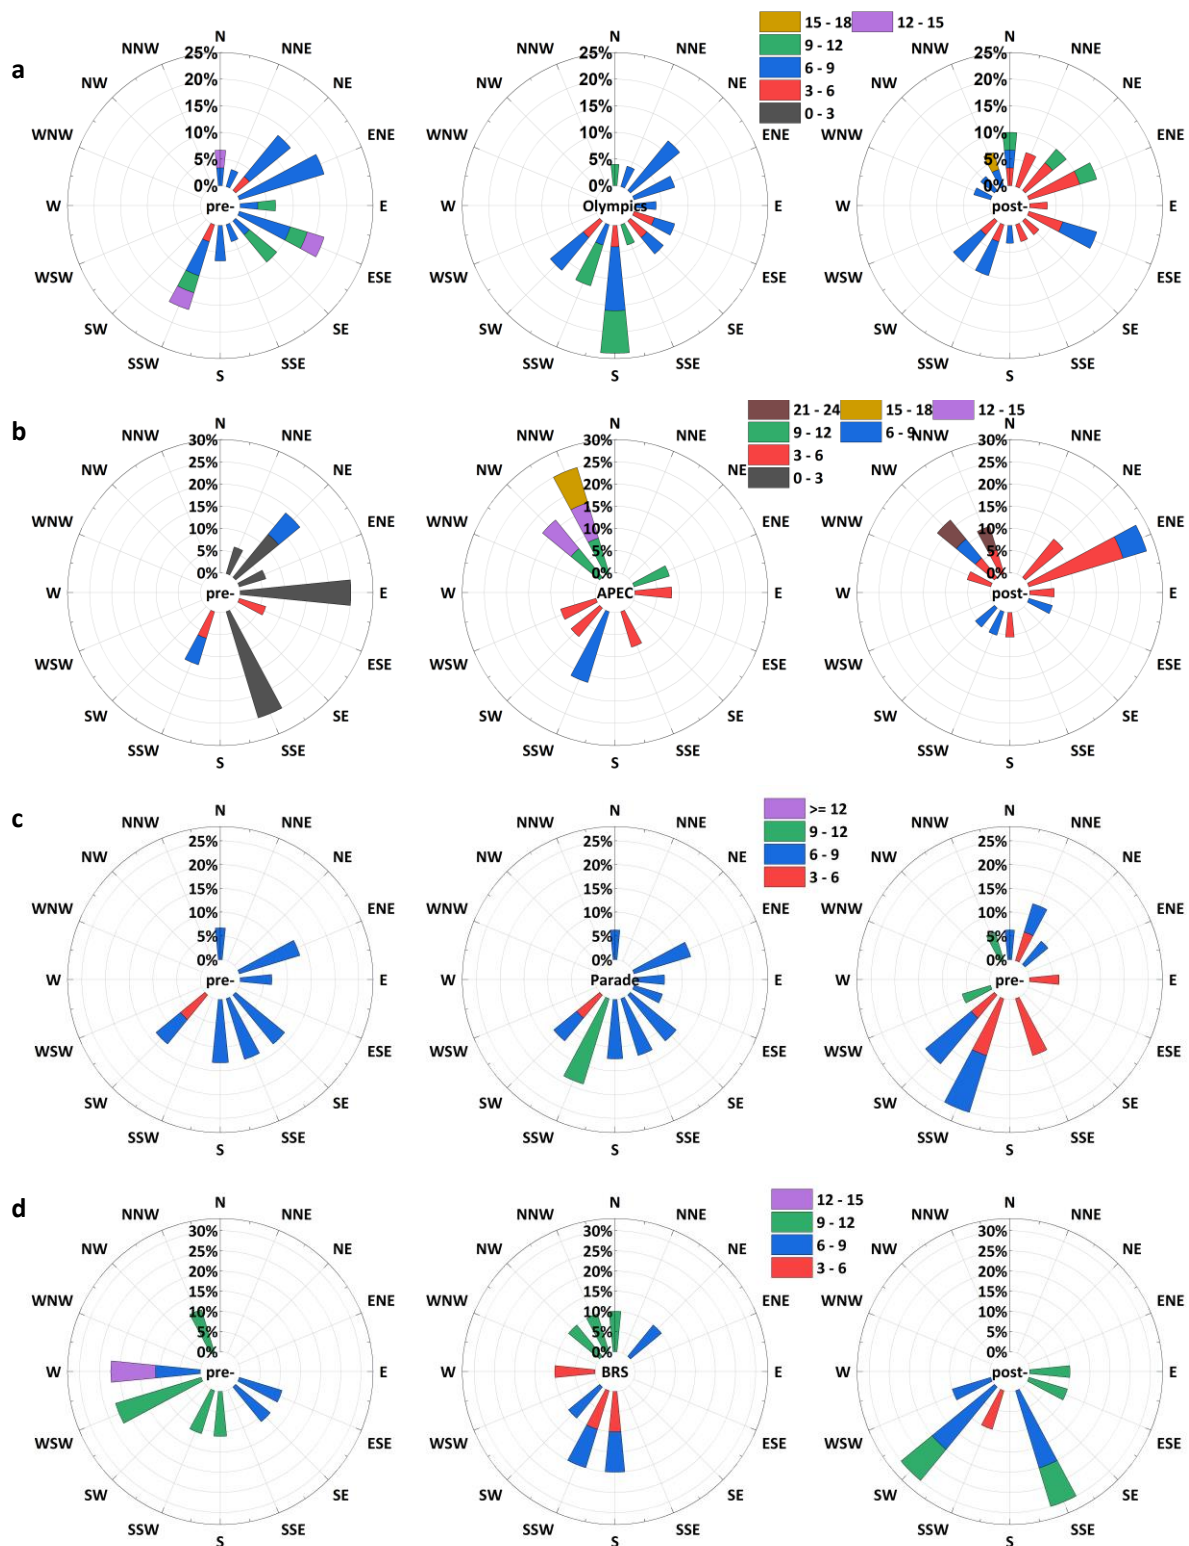 a
N
NNE
NE
ENE
E
ESE
SE
SSE
S
SSW
SW
WSW
W
WNW
NW
NNW
25%
20%
15%
10%
5%
0%
pre-
N
NNE
NE
ENE
E
ESE
SE
SSE
S
SSW
SW
WSW
W
WNW
NW
NNW
25%
20%
15%
10%
5%
0%
Olympics
15 - 18
12 - 15
9 - 12
6 - 9
3 - 6
0 - 3
N
NNE
NE
ENE
E
ESE
SE
SSE
S
SSW
SW
WSW
W
WNW
NW
NNW
25%
20%
15%
10%
5%
0%
post-
b
N
NNE
NE
ENE
E
ESE
SE
SSE
S
SSW
SW
WSW
W
WNW
NW
NNW
30%
25%
20%
15%
10%
5%
0%
pre-
N
NNE
NE
ENE
E
ESE
SE
SSE
S
SSW
SW
WSW
W
WNW
NW
NNW
30%
25%
20%
15%
10%
5%
0%
APEC
21 - 24
15 - 18
12 - 15
9 - 12
6 - 9
3 - 6
0 - 3
N
NNE
NE
ENE
E
ESE
SE
SSE
S
SSW
SW
WSW
W
WNW
NW
NNW
30%
25%
20%
15%
10%
5%
0%
post-
c
N
NNE
NE
ENE
E
ESE
SE
SSE
S
SSW
SW
WSW
W
WNW
NW
NNW
25%
20%
15%
10%
5%
0%
pre-
N
NNE
NE
ENE
E
ESE
SE
SSE
S
SSW
SW
WSW
W
WNW
NW
NNW
25%
20%
15%
10%
5%
0%
Parade
>= 12
9 - 12
6 - 9
3 - 6
N
NNE
NE
ENE
E
ESE
SE
SSE
S
SSW
SW
WSW
W
WNW
NW
NNW
25%
20%
15%
10%
5%
0%
pre-
d
N
NNE
NE
ENE
E
ESE
SE
SSE
S
SSW
SW
WSW
W
WNW
NW
NNW
30%
25%
20%
15%
10%
5%
0%
pre-
N
NNE
NE
ENE
E
ESE
SE
SSE
S
SSW
SW
WSW
W
WNW
NW
NNW
30%
25%
20%
15%
10%
5%
0%
BRS
12 - 15
9 - 12
6 - 9
3 - 6
N
NNE
NE
ENE
E
ESE
SE
SSE
S
SSW
SW
WSW
W
WNW
NW
NNW
30%
25%
20%
15%
10%
5%
0%
post-